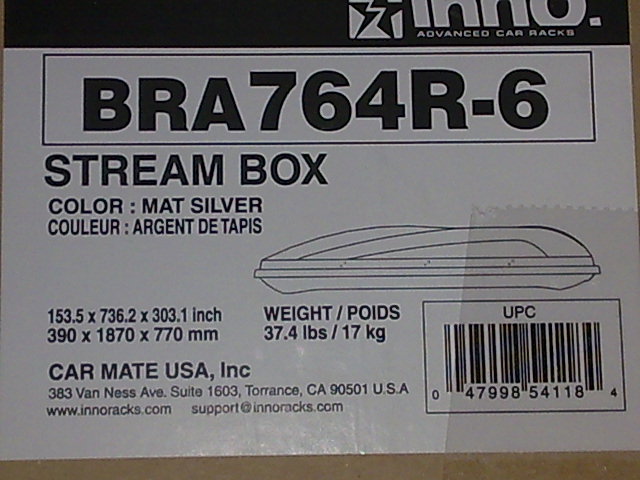 inno.
ADVANCED CAR RACKS
BRA764R-6
STREAM BOX
COLOR : MAT SILVER
COULEUR : ARGENT DE TAPIS
153.5 x 736.2 x 303.1 inch
390 x 1870 x 770 mm
WEIGHT / POIDS
37.4 lbs / 17 kg
UPC
0 47998 54118 4
CAR MATE USA, Inc
383 Van Ness Ave. Suite 1603, Torrance, CA 90501 U.S.A
www.innoracks.com support@innoracks.com